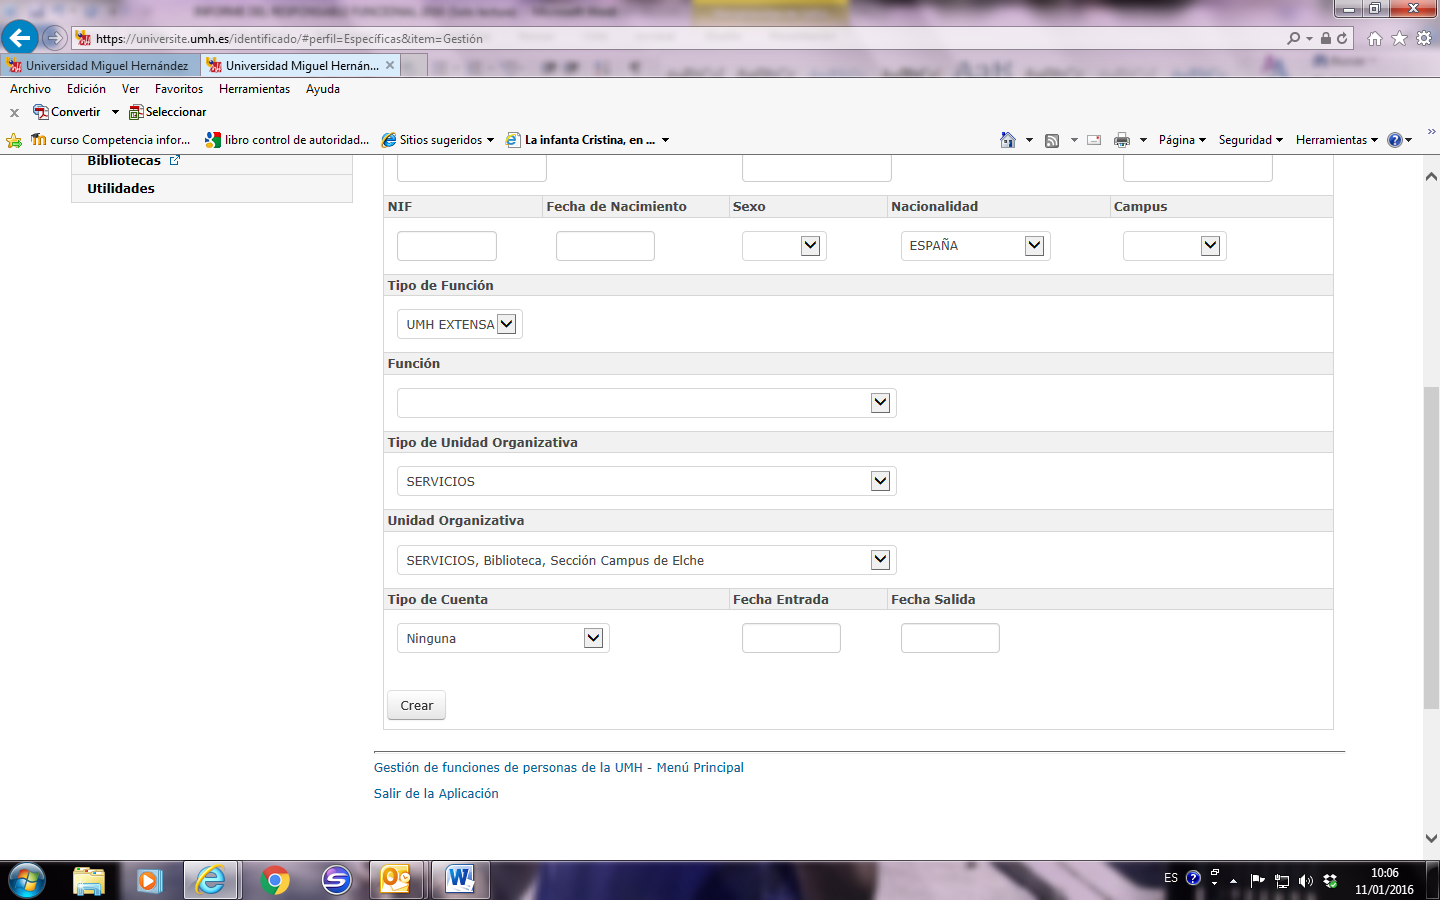 INFORME DEL RESPONSABLE FUNCIONAL
https://universite.umh.es/identificado/#perfil=Específicas&item=Gestión
Universidad Miguel Hernández
Universidad Miguel Hernán...
Archivo Edición Ver Favoritos Herramientas Ayuda
x Convertir Seleccionar
curso Competencia infor... libro control de autoridad... Sitios sugeridos La infanta Cristina, en ... Página Seguridad Herramientas »
Bibliotecas
Utilidades
NIF Fecha de Nacimiento Sexo Nacionalidad Campus
ESPAÑA
Tipo de Función
UMH EXTENSA
Función
Tipo de Unidad Organizativa
SERVICIOS
Unidad Organizativa
SERVICIOS, Biblioteca, Sección Campus de Elche
Tipo de Cuenta Fecha Entrada Fecha Salida
Ninguna
Crear
Gestión de funciones de personas de la UMH - Menú Principal
Salir de la Aplicación
ES 10:06
11/01/2016